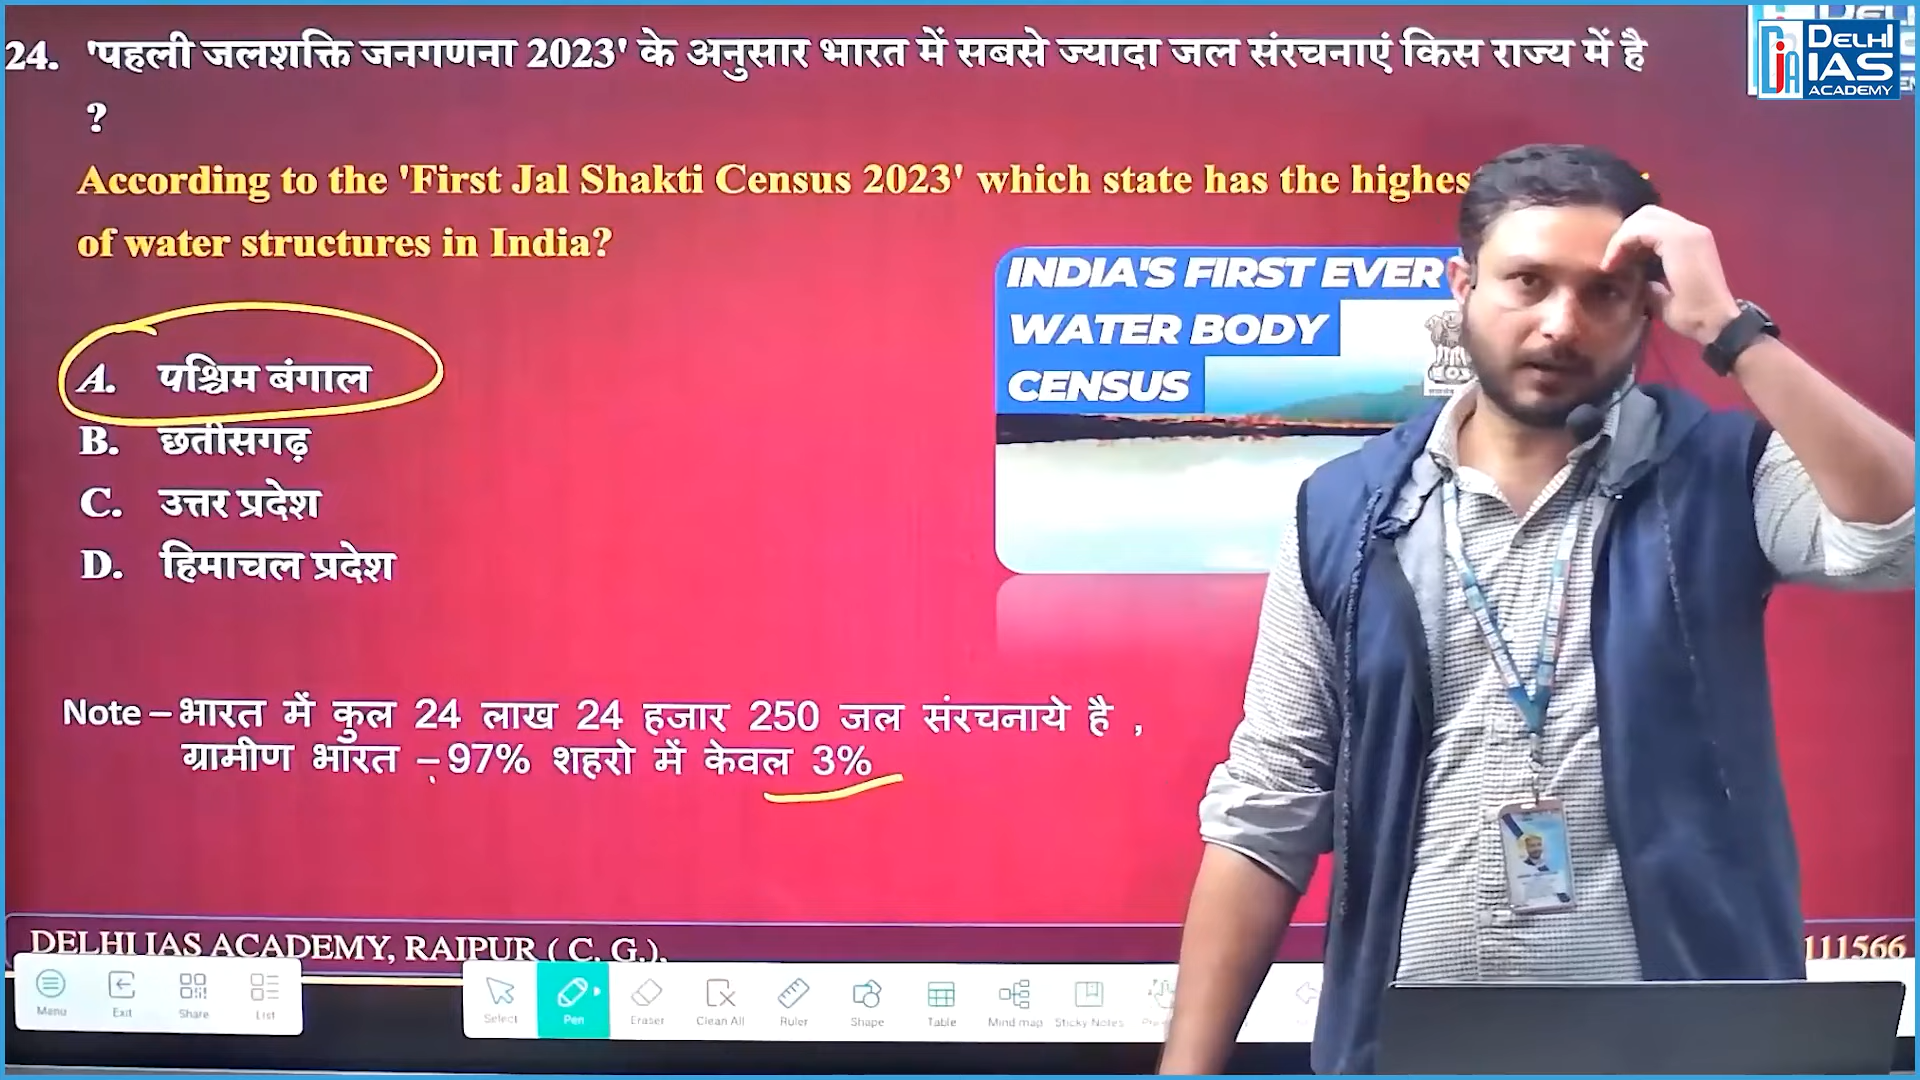 24. 'पहली जलशक्ति जनगणना 2023' के अनुसार भारत में सबसे ज्यादा जल संरचनाएं किस राज्य में है
?
According to the 'First Jal Shakti Census 2023' which state has the highes
of water structures in India?
A. पश्चिम बंगाल
B. छतीसगढ़
C. उत्तर प्रदेश
D. हिमाचल प्रदेश
INDIA'S FIRST EVER
WATER BODY
CENSUS
Note – भारत में कुल 24 लाख 24 हजार 250 जल संरचनाये है ,
ग्रामीण भारत – 97% शहरो में केवल 3%
DELHI IAS ACADEMY, RAIPUR ( C. G.),
111566
DELHI
IAS
ACADEMY
Menu Exit Share List
Select Pen Eraser Clean All Ruler Shape Table Mind map Sticky Notes